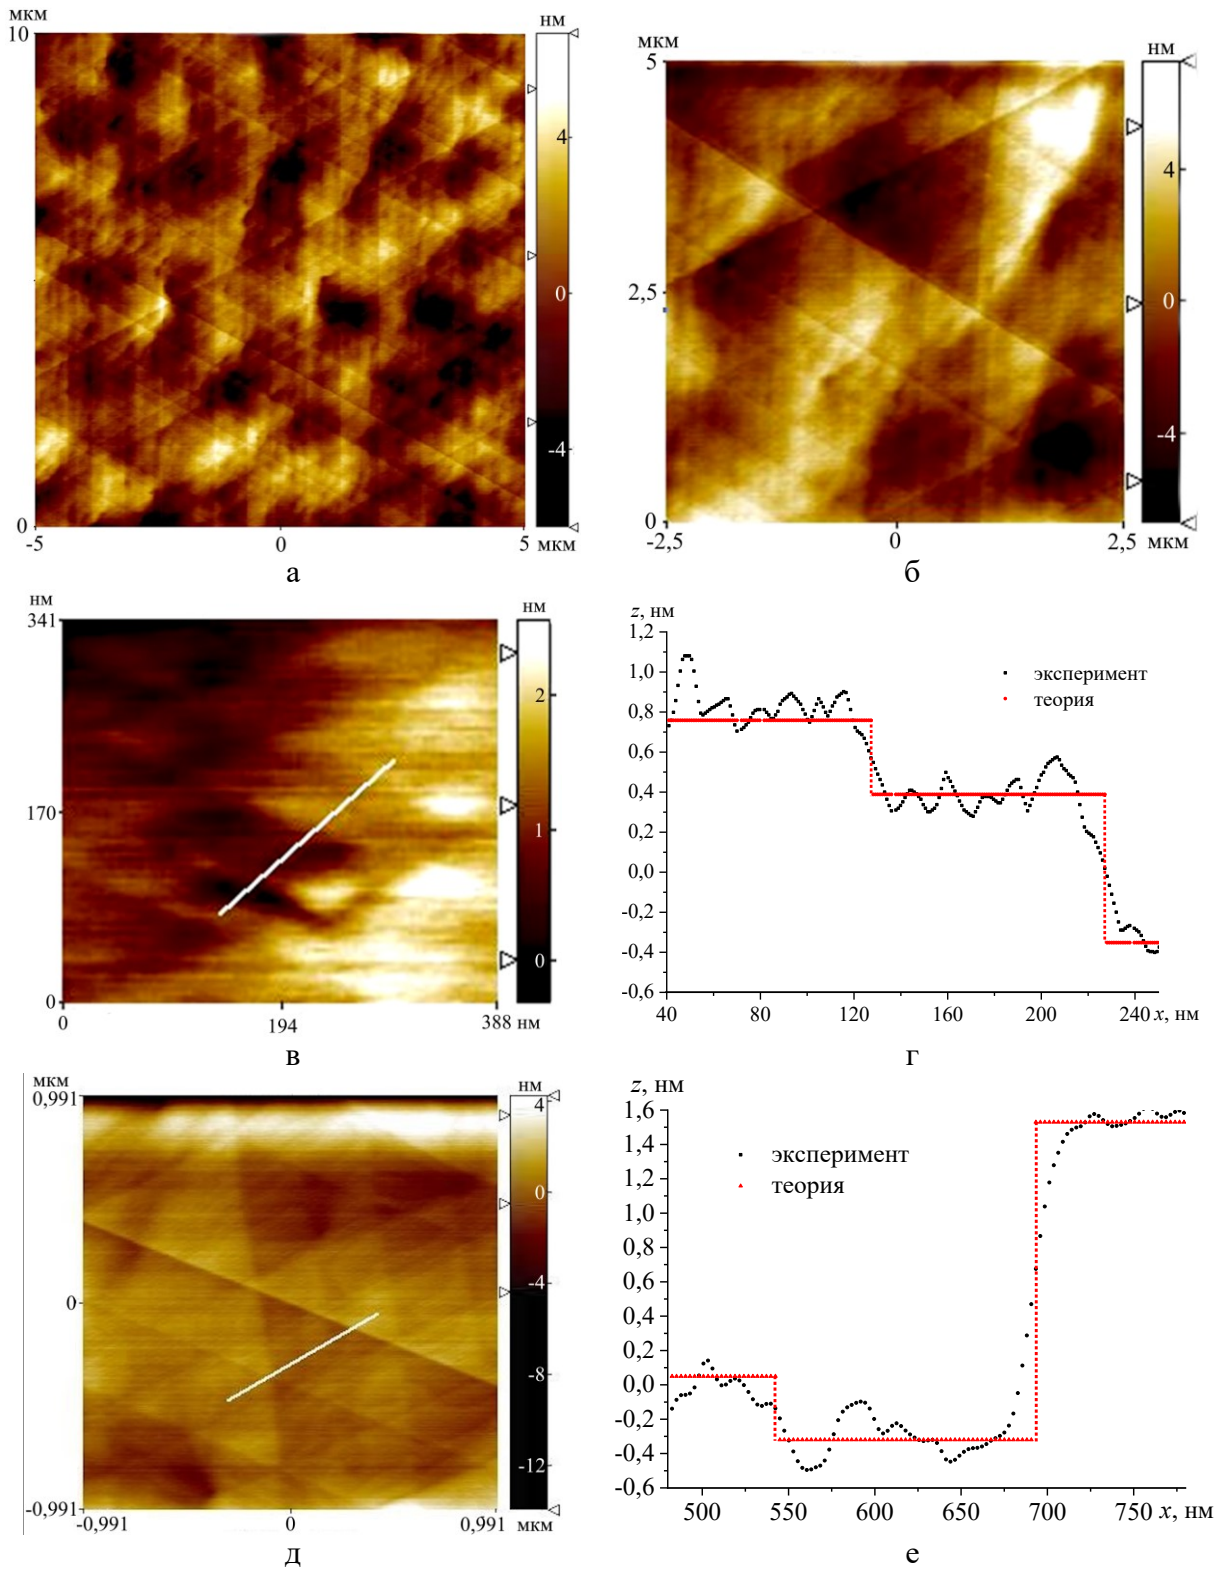 мкм
10
0
-5
0
5
мкм
нм
4
0
-4
а
мкм
5
2,5
0
-2,5
0
2,5
мкм
нм
4
0
-4
б
нм
341
170
0
0
194
388 нм
нм
2
1
0
в
z, нм
1,2
1,0
0,8
0,6
0,4
0,2
0,0
-0,2
-0,4
-0,6
40
80
120
160
200
240
x, нм
эксперимент
теория
г
мкм
0,991
0
-0,991
-0,991
0
0,991
мкм
нм
4
0
-4
-8
-12
д
z, нм
1,6
1,4
1,2
1,0
0,8
0,6
0,4
0,2
0,0
-0,2
-0,4
-0,6
500
550
600
650
700
750
x, нм
эксперимент
теория
е